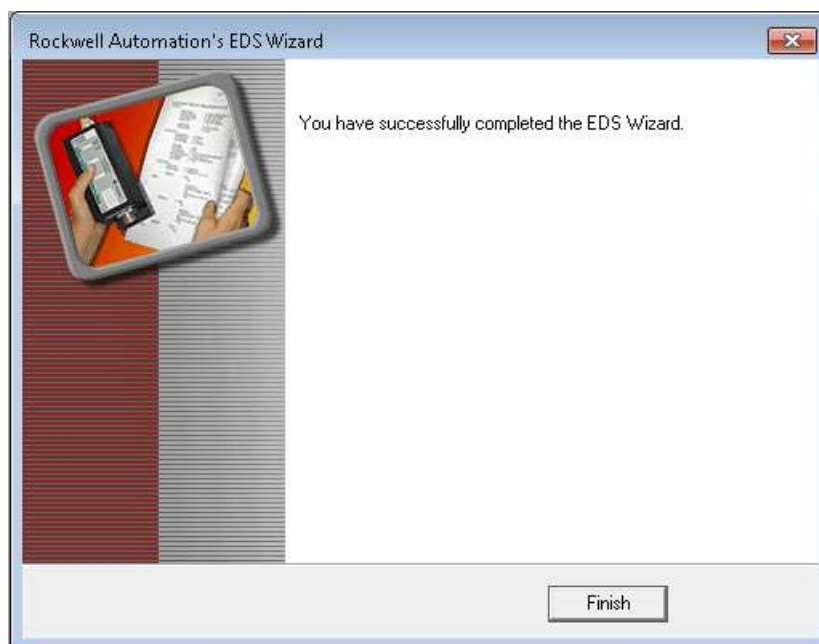 Rockwell Automation's EDS Wizard
You have successfully completed the EDS Wizard.
Finish